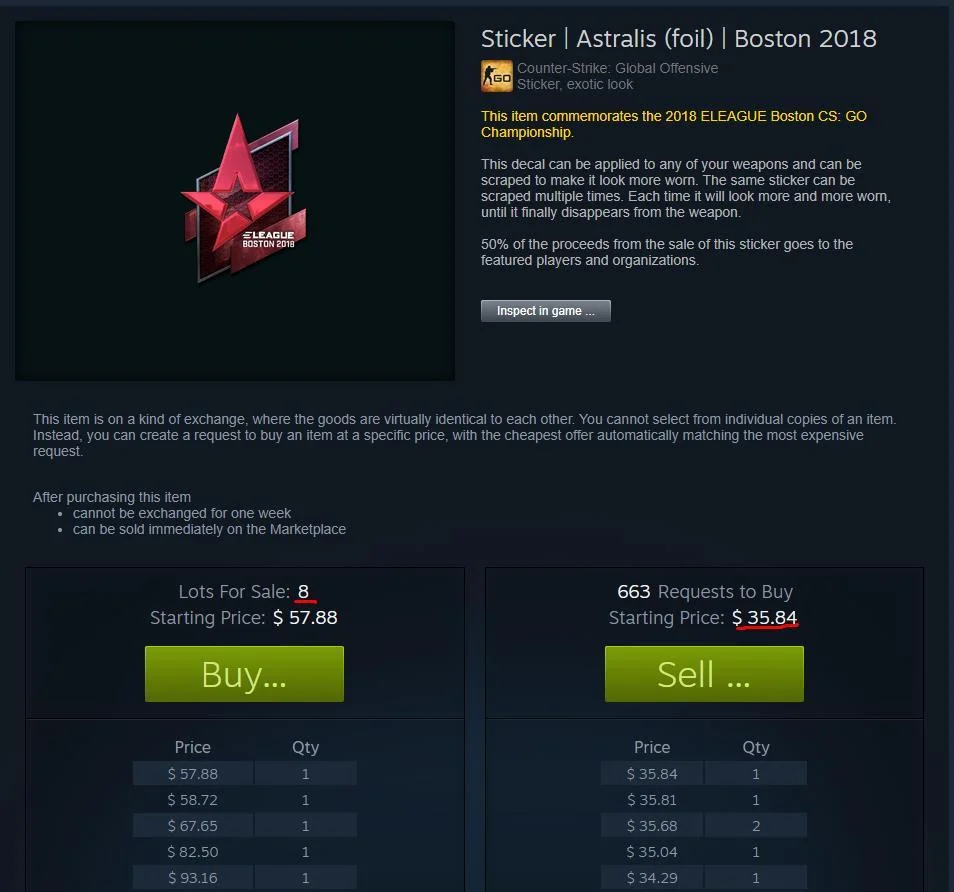 Sticker | Astralis (foil) | Boston 2018
GO
Counter-Strike: Global Offensive
Sticker, exotic look
This item commemorates the 2018 ELEAGUE Boston CS: GO
Championship.
This decal can be applied to any of your weapons and can be
scraped to make it look more worn. The same sticker can be
scraped multiple times. Each time it will look more and more worn,
until it finally disappears from the weapon.
50% of the proceeds from the sale of this sticker goes to the
featured players and organizations.
Inspect in game ...
ELEAGUE
BOSTON 2018
This item is on a kind of exchange, where the goods are virtually identical to each other. You cannot select from individual copies of an item.
Instead, you can create a request to buy an item at a specific price, with the cheapest offer automatically matching the most expensive
request.
After purchasing this item
• cannot be exchanged for one week
• can be sold immediately on the Marketplace
Lots For Sale: 8
Starting Price: $ 57.88
Buy...
Price Qty
$ 57.88 1
$ 58.72 1
$ 67.65 1
$ 82.50 1
$ 93.16 1
663 Requests to Buy
Starting Price: $ 35.84
Sell ...
Price Qty
$ 35.84 1
$ 35.81 1
$ 35.68 2
$ 35.04 1
$ 34.29 1